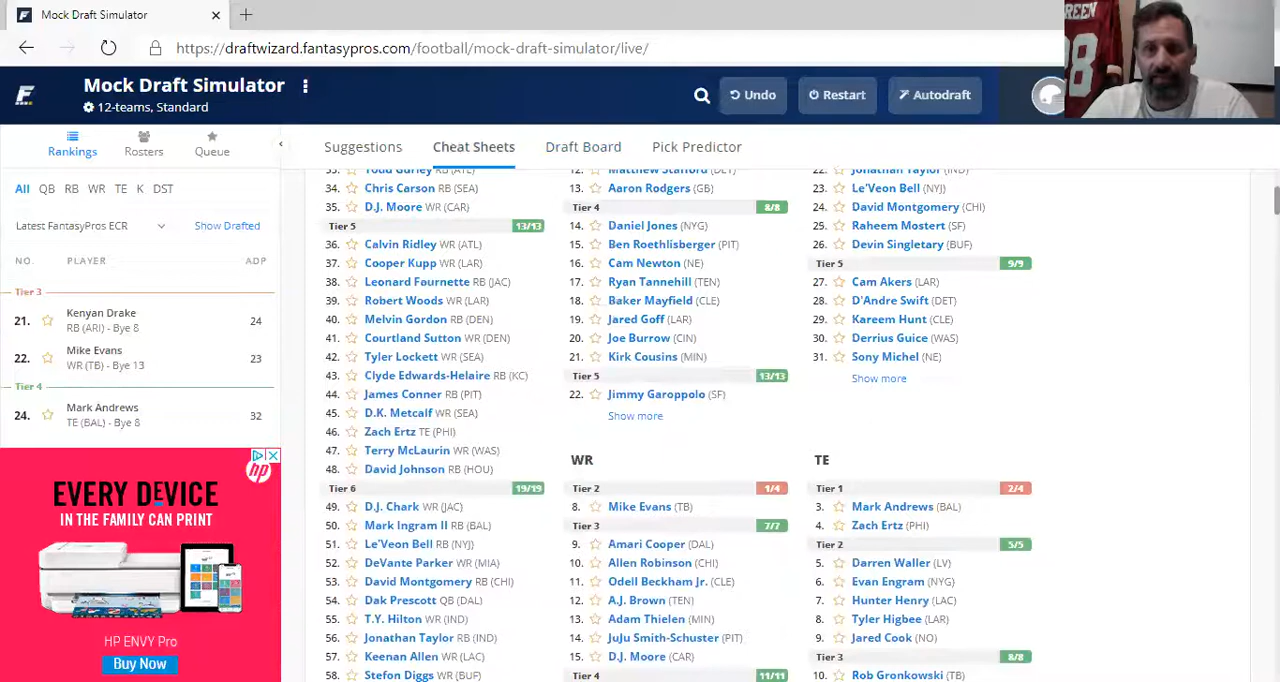 Mock Draft Simulator
https://draftwizard.fantasypros.com/football/mock-draft-simulator/live/
Mock Draft Simulator
12-teams, Standard
Undo
Restart
Autodraft
REEN
8
Rankings
Rosters
Queue
Suggestions
Cheat Sheets
Draft Board
Pick Predictor
All QB RB WR TE K DST
Latest FantasyPros ECR
Show Drafted
NO. PLAYER ADP
Tier 3
21. Kenyan Drake 24
RB (ARI) - Bye 8
22. Mike Evans 23
WR (TB) - Bye 13
Tier 4
24. Mark Andrews 32
TE (BAL) - Bye 8
hp
EVERY DEVICE
IN THE FAMILY CAN PRINT
HP ENVY Pro
Buy Now
33. Todd Gurley RB (ATL)
34. Chris Carson RB (SEA)
35. D.J. Moore WR (CAR)
Tier 5 13/13
36. Calvin Ridley WR (ATL)
37. Cooper Kupp WR (LAR)
38. Leonard Fournette RB (JAC)
39. Robert Woods WR (LAR)
40. Melvin Gordon RB (DEN)
41. Courtland Sutton WR (DEN)
42. Tyler Lockett WR (SEA)
43. Clyde Edwards-Helaire RB (KC)
44. James Conner RB (PIT)
45. D.K. Metcalf WR (SEA)
46. Zach Ertz TE (PHI)
47. Terry McLaurin WR (WAS)
48. David Johnson RB (HOU)
Tier 6 19/19
49. D.J. Chark WR (JAC)
50. Mark Ingram II RB (BAL)
51. Le'Veon Bell RB (NYJ)
52. DeVante Parker WR (MIA)
53. David Montgomery RB (CHI)
54. Dak Prescott QB (DAL)
55. T.Y. Hilton WR (IND)
56. Jonathan Taylor RB (IND)
57. Keenan Allen WR (LAC)
58. Stefon Diggs WR (BUF)
12. Matthew Stafford (DET)
13. Aaron Rodgers (GB)
Tier 4 8/8
14. Daniel Jones (NYG)
15. Ben Roethlisberger (PIT)
16. Cam Newton (NE)
17. Ryan Tannehill (TEN)
18. Baker Mayfield (CLE)
19. Jared Goff (LAR)
20. Joe Burrow (CIN)
21. Kirk Cousins (MIN)
Tier 5 13/13
22. Jimmy Garoppolo (SF)
Show more
WR
Tier 2 1/4
8. Mike Evans (TB)
Tier 3 7/7
9. Amari Cooper (DAL)
10. Allen Robinson (CHI)
11. Odell Beckham Jr. (CLE)
12. A.J. Brown (TEN)
13. Adam Thielen (MIN)
14. JuJu Smith-Schuster (PIT)
15. D.J. Moore (CAR)
Tier 4 11/11
22. Jonathan Taylor (IND)
23. Le'Veon Bell (NYJ)
24. David Montgomery (CHI)
25. Raheem Mostert (SF)
26. Devin Singletary (BUF)
Tier 5 9/9
27. Cam Akers (LAR)
28. D'Andre Swift (DET)
29. Kareem Hunt (CLE)
30. Derrius Guice (WAS)
31. Sony Michel (NE)
Show more
TE
Tier 1 2/4
3. Mark Andrews (BAL)
4. Zach Ertz (PHI)
Tier 2 5/5
5. Darren Waller (LV)
6. Evan Engram (NYG)
7. Hunter Henry (LAC)
8. Tyler Higbee (LAR)
9. Jared Cook (NO)
Tier 3 8/8
10. Rob Gronkowski (TB)